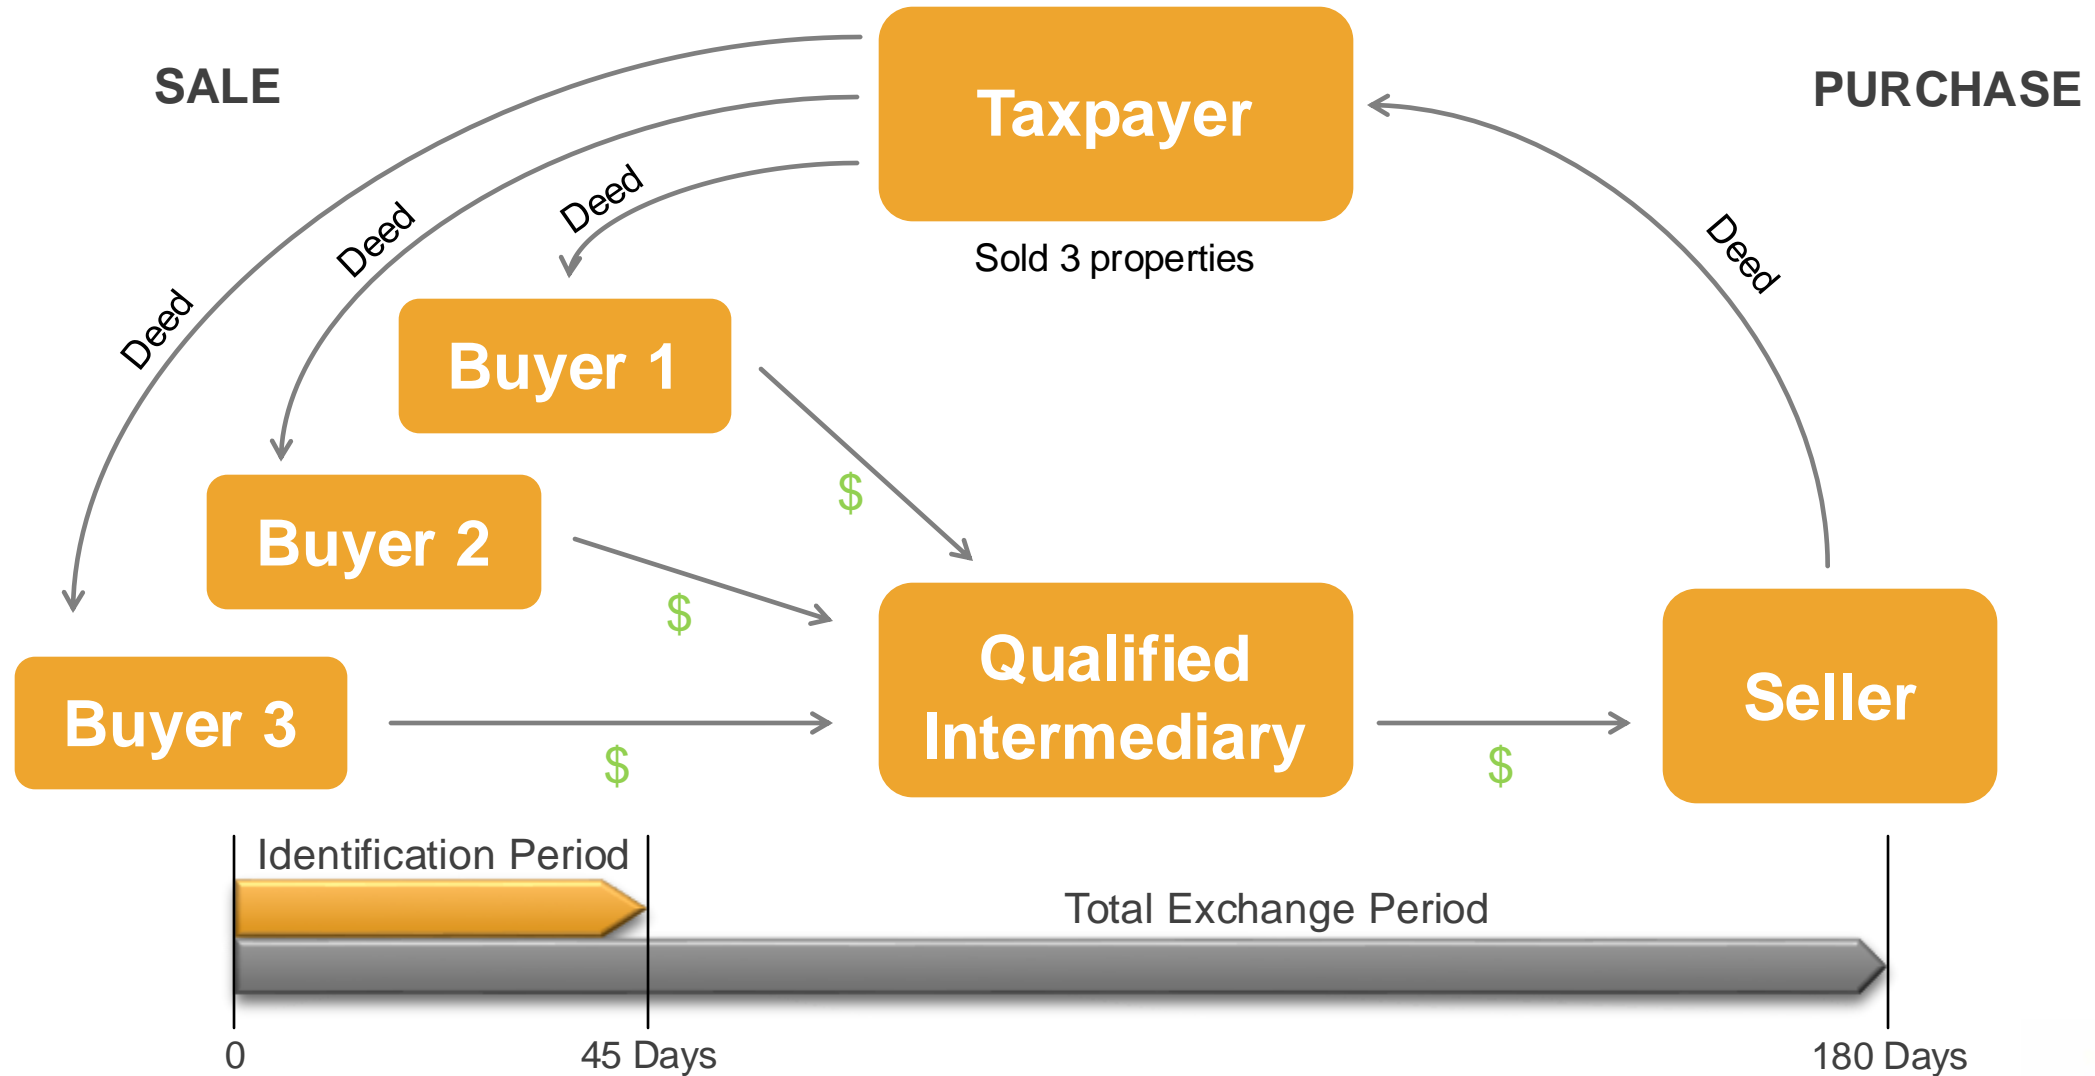 SALE
Taxpayer
PURCHASE
Deed
Deed
Deed
Deed
Sold 3 properties
Buyer 1
$
Buyer 2
$
Qualified
Intermediary
Seller
Buyer 3
$
$
Identification Period
Total Exchange Period
0
45 Days
180 Days